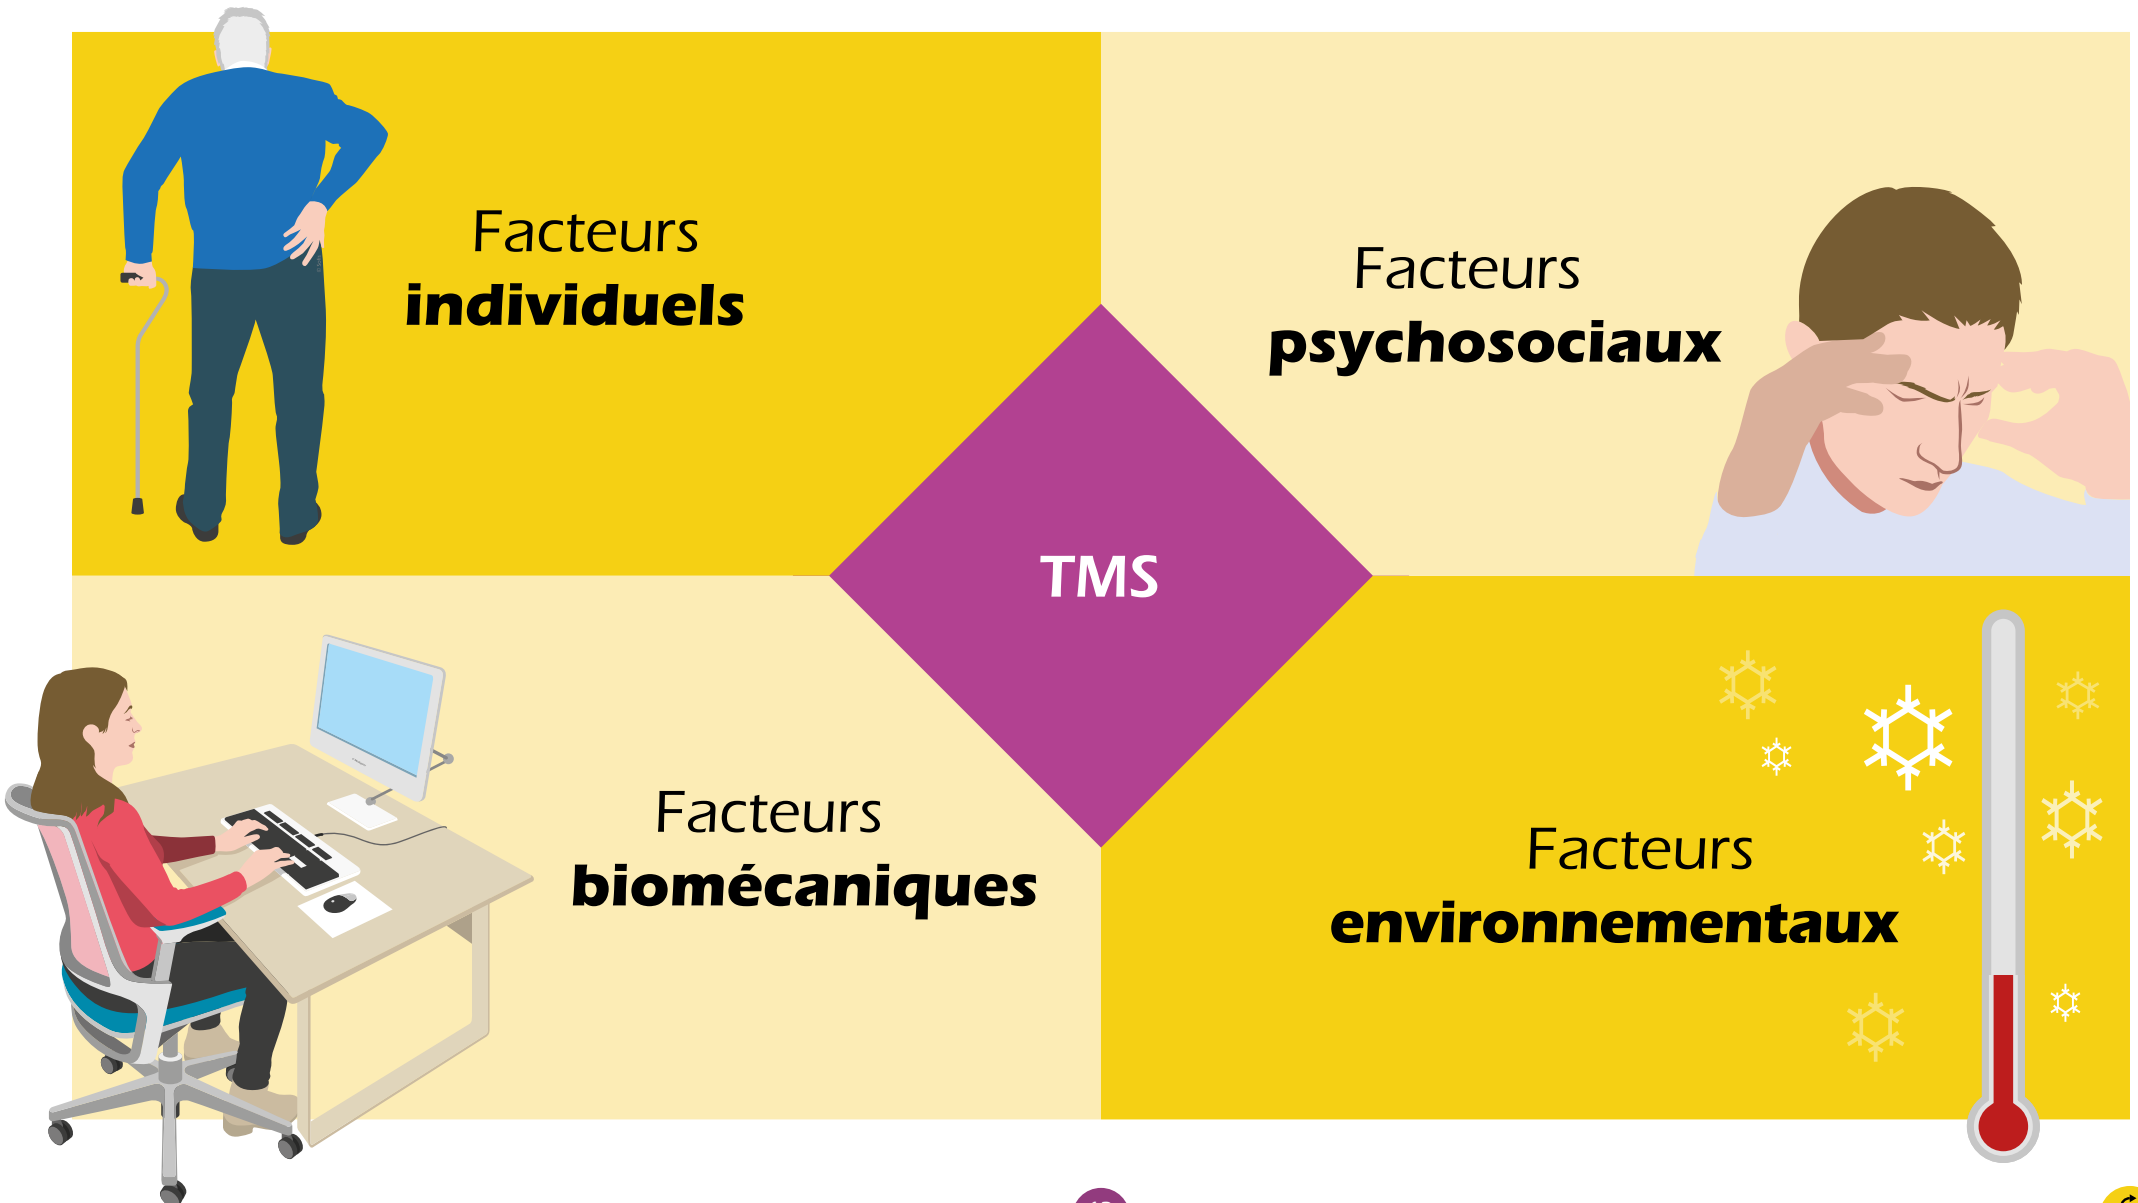 Facteurs
individuels
Facteurs
psychosociaux
TMS
Facteurs
biomécaniques
Facteurs
environnementaux